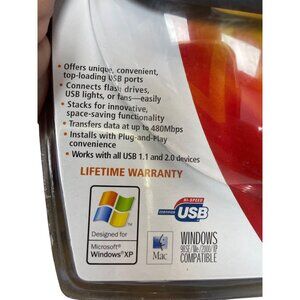 • Offers unique, convenient,
top-loading USB ports
• Connects flash drives,
USB lights, or fans—easily
• Stacks for innovative,
space-saving functionality
• Transfers data at up to 480Mbps
• Installs with Plug-and-Play
convenience
• Works with all USB 1.1 and 2.0 devices
LIFETIME WARRANTY
Designed for
Microsoft®
Windows®XP
Mac
HI-SPEED
CERTIFIED
USB
WINDOWS
98SE/Me/2000/XP
COMPATIBLE